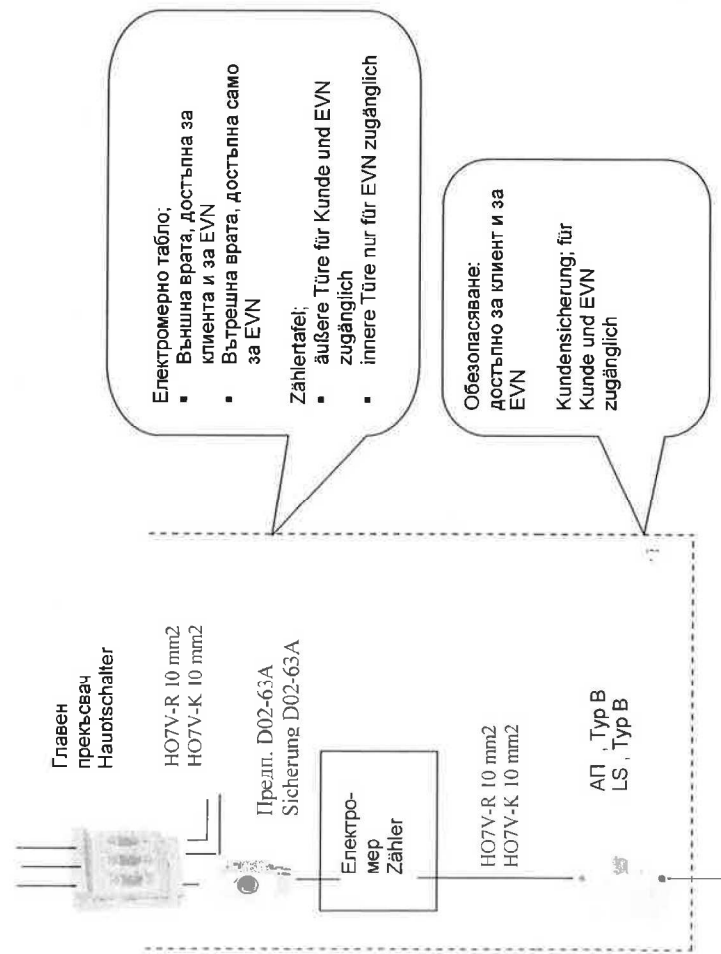 Главен
прекъсвач
Hauptschalter
HO7V-R 10 mm2
HO7V-K 10 mm2
Предп. D02-63A
Sicherung D02-63A
Електро-
мер
Zähler
HO7V-R 10 mm2
HO7V-K 10 mm2
АП , Typ B
LS , Typ B
Електромерно табло;
▪ Външна врата, достъпна за
клиента и за EVN
▪ Вътрешна врата, достъпна само
за EVN
Zählertafel;
▪ äußere Türe für Kunde und EVN
zugänglich
▪ innere Türe nur für EVN zugänglich
Обезопасяване:
достъпно за клиент и за
EVN
Kundensicherung; für
Kunde und EVN
zugänglich